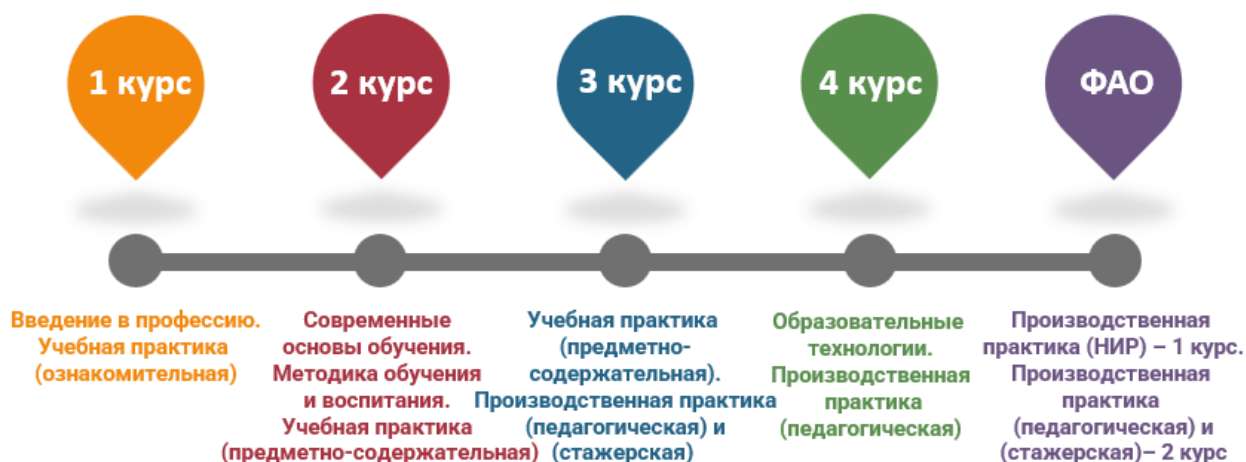 1 курс
2 курс
3 курс
4 курс
ФАО
Введение в профессию.
Учебная практика
(ознакомительная)
Современные
основы обучения.
Методика обучения
и воспитания.
Учебная практика
(предметно-содержательная)
Учебная практика
(предметно-
содержательная).
Производственная практика
(педагогическая) и
(стажерская)
Образовательные
технологии.
Производственная
практика
(педагогическая)
Производственная
практика (НИР) – 1 курс.
Производственная
практика
(педагогическая) и
(стажерская)– 2 курс